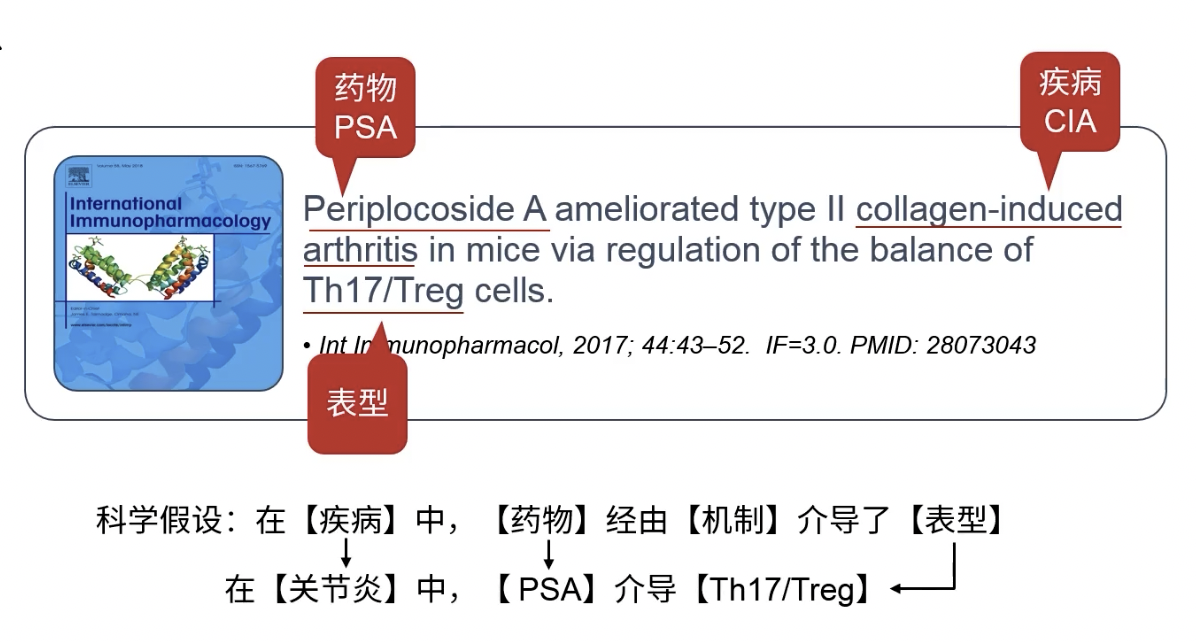 药物
PSA
疾病
CIA
International
Immunopharmacology
Periplocoside A ameliorated type II collagen-induced
arthritis in mice via regulation of the balance of
Th17/Treg cells.
• Int Immunopharmacol, 2017; 44:43–52. IF=3.0. PMID: 28073043
表型
科学假设：在【疾病】中，【药物】经由【机制】介导了【表型】
在【关节炎】中，【 PSA】介导【Th17/Treg】